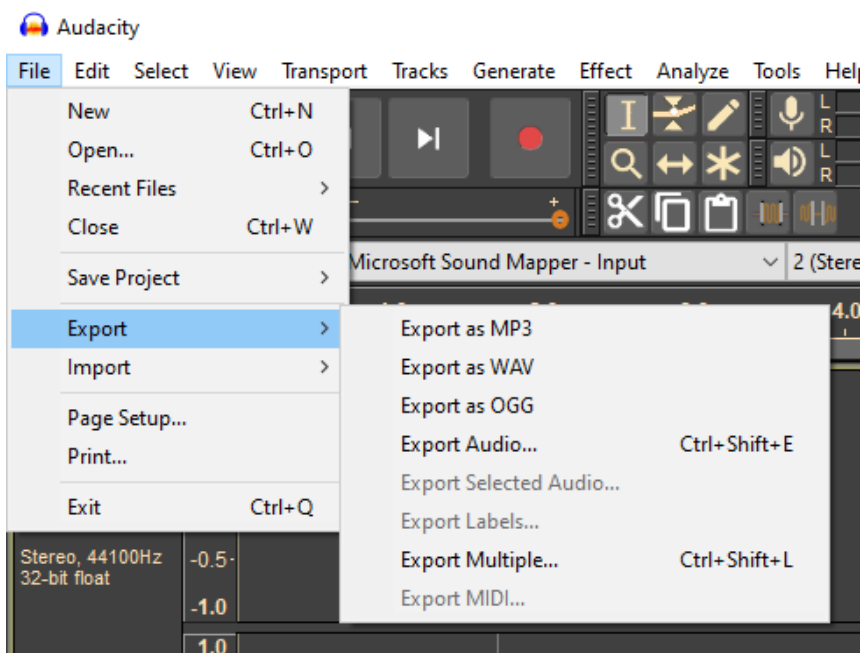 Audacity
File Edit Select View Transport Tracks Generate Effect Analyze Tools
New Ctrl+N
Open... Ctrl+O
Recent Files
Close Ctrl+W
Save Project
Export
Import
Page Setup...
Print...
Exit Ctrl+Q
L
R
L
R
- +
Microsoft Sound Mapper - Input 2 (Stere
4.0
Export as MP3
Export as WAV
Export as OGG
Export Audio... Ctrl+Shift+E
Export Selected Audio...
Export Labels...
Export Multiple... Ctrl+Shift+L
Export MIDI...
Stereo, 44100Hz
32-bit float
-0.5-
-1.0
1.0